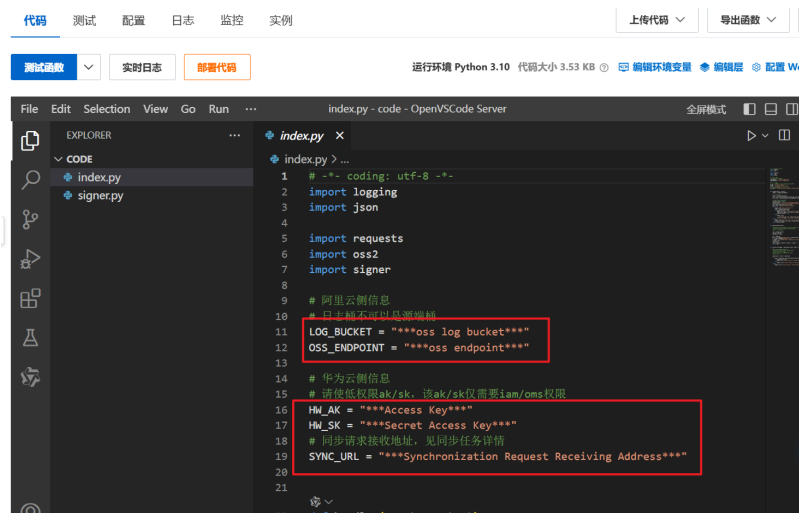 代码 测试 配置 日志 监控 实例 上传代码 导出函数
测试函数 实时日志 部署代码 运行环境 Python 3.10 代码大小 3.53 KB 编辑环境变量 编辑层 配置
File Edit Selection View Go Run ··· index.py - code - OpenVSCode Server 全屏模式
EXPLORER ··· index.py ×
CODE index.py > ...
index.py
signer.py
1 # -*- coding: utf-8 -*-
2 import logging
3 import json
4
5 import requests
6 import oss2
7 import signer
8
9 # 阿里云侧信息
10 # 日志桶不可以是源端桶
11 LOG_BUCKET = "***oss log bucket***"
12 OSS_ENDPOINT = "***oss endpoint***"
13
14 # 华为云侧信息
15 # 请使低权限ak/sk，该ak/sk仅需要iam/oms权限
16 HW_AK = "***Access Key***"
17 HW_SK = "***Secret Access Key***"
18 # 同步请求接收地址，见同步任务详情
19 SYNC_URL = "***Synchronization Request Receiving Address***"
20
21